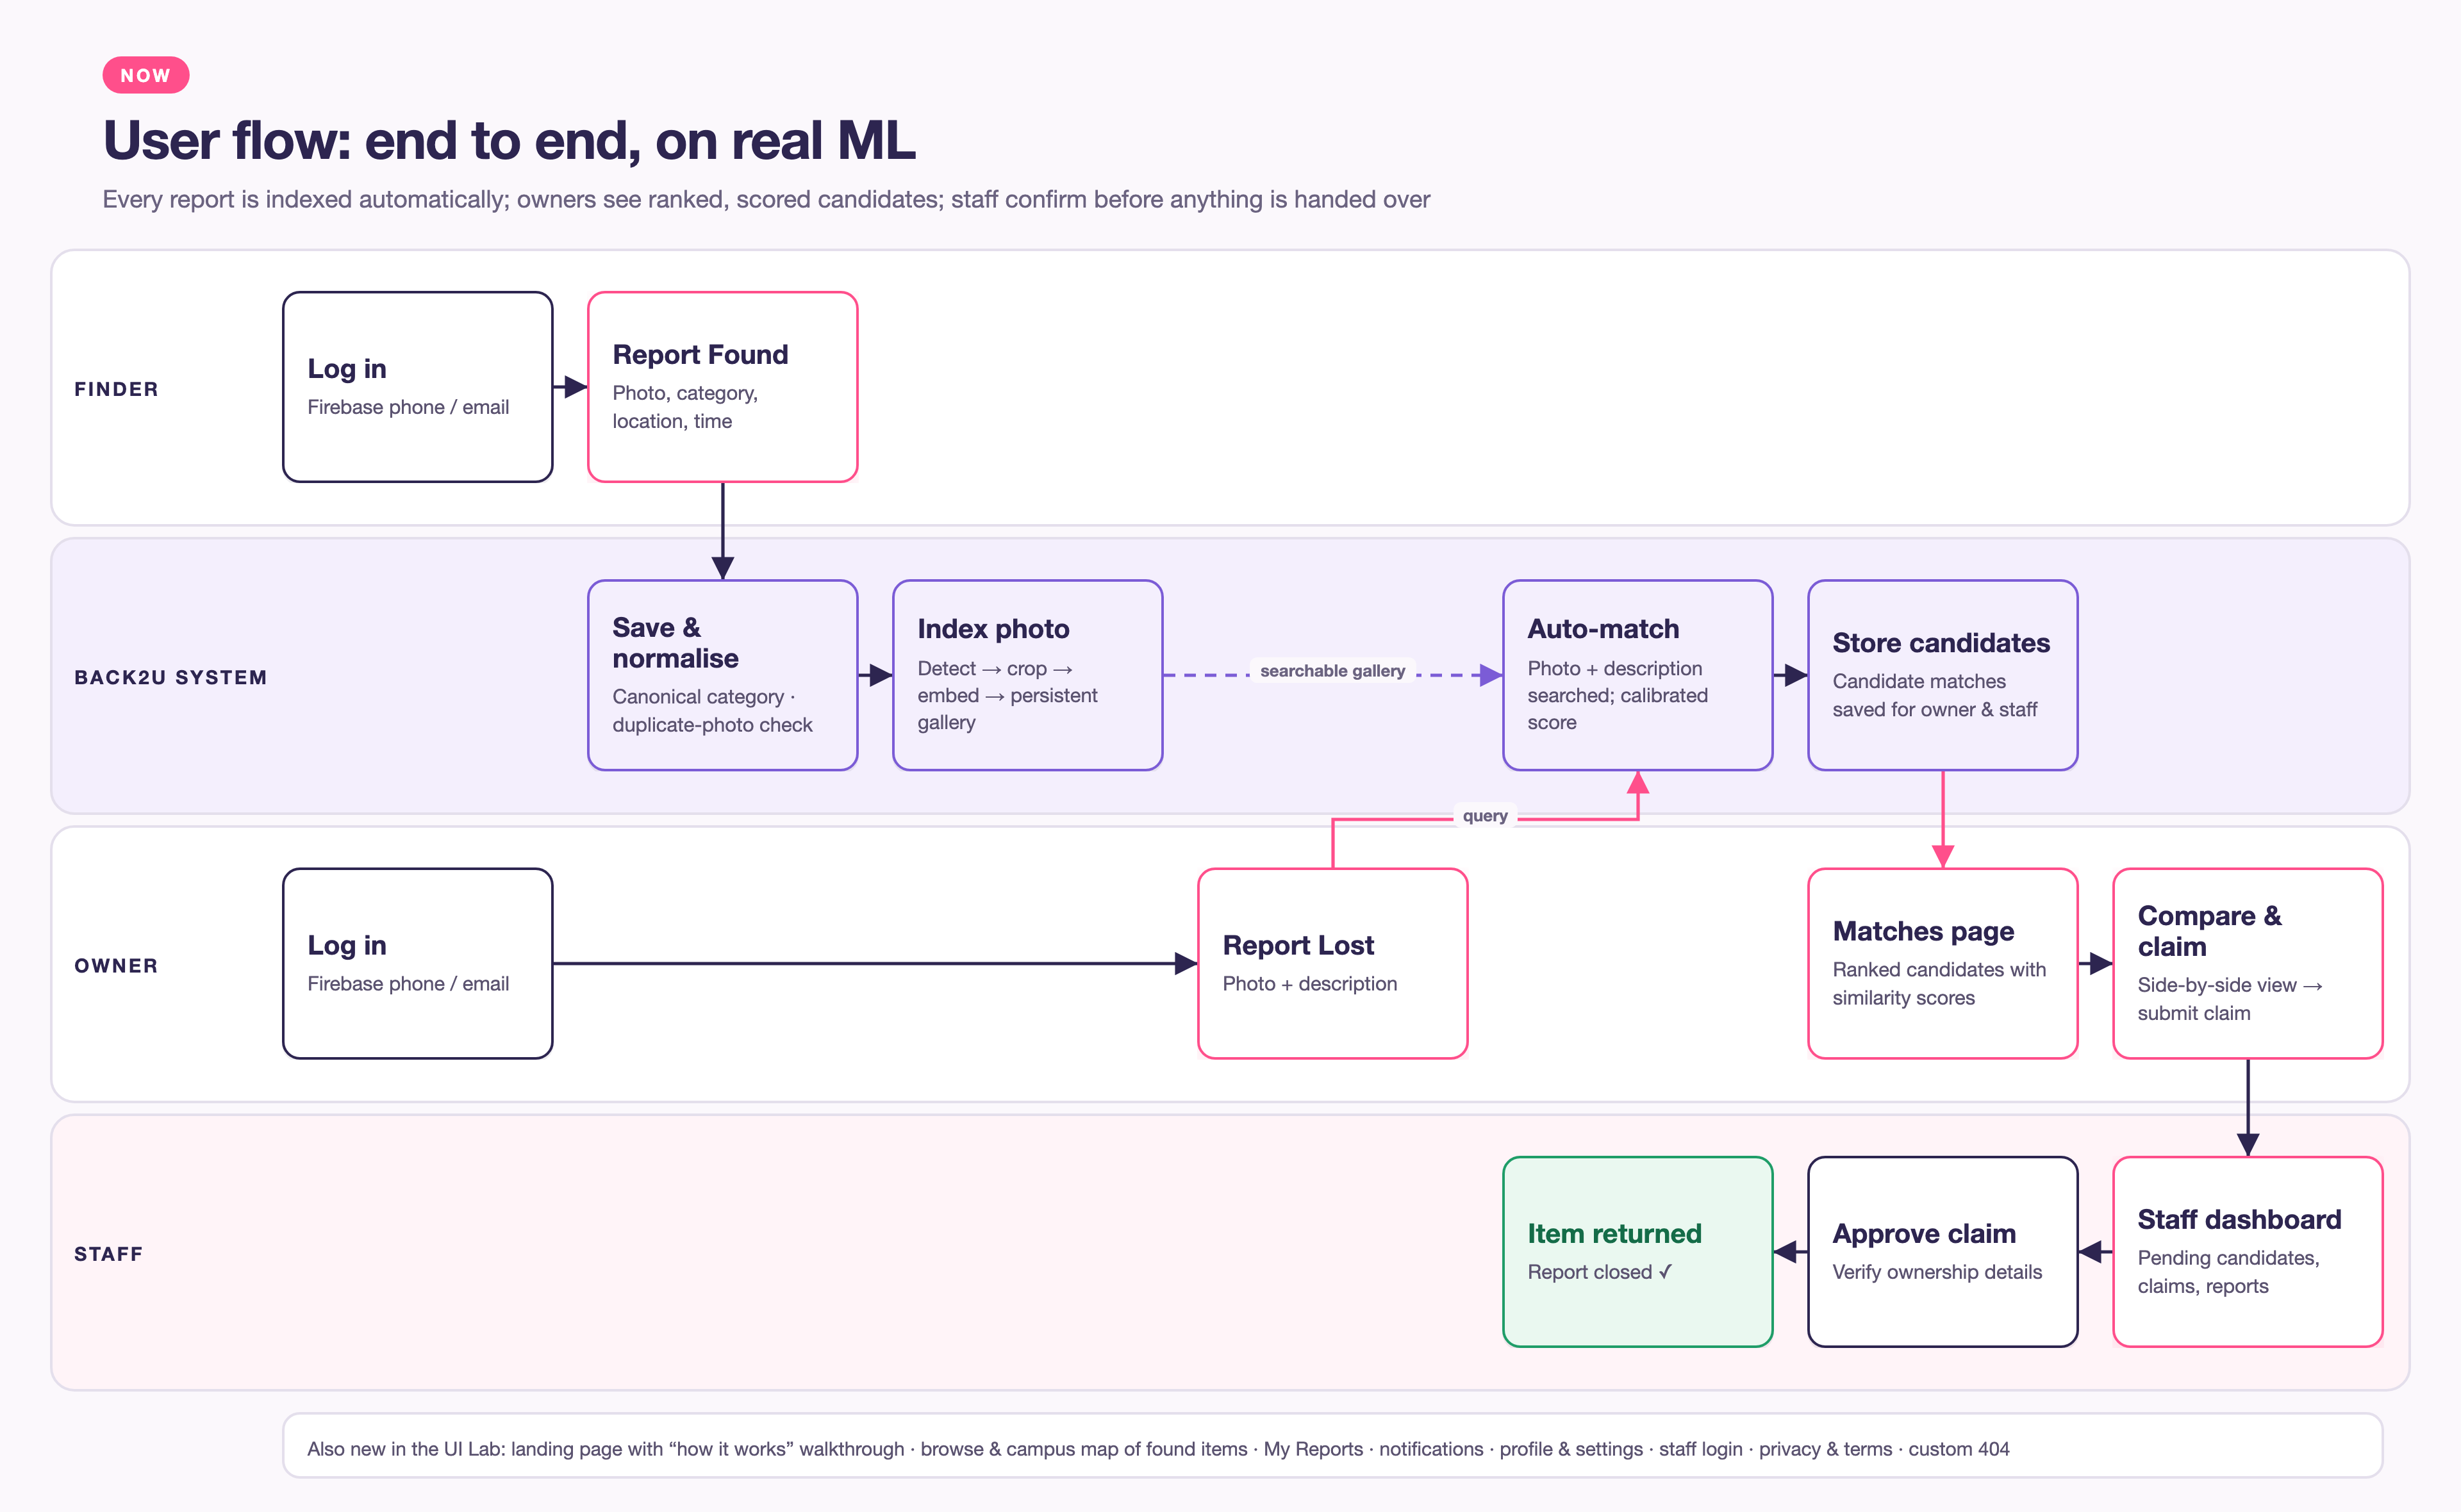 NOW
User flow: end to end, on real ML
Every report is indexed automatically; owners see ranked, scored candidates; staff confirm before anything is handed over
FINDER
Log in
Firebase phone / email
Report Found
Photo, category,
location, time
BACK2U SYSTEM
Save &
normalise
Canonical category ·
duplicate-photo check
Index photo
Detect → crop →
embed → persistent
gallery
searchable gallery
Auto-match
Photo + description
searched; calibrated
score
Store candidates
Candidate matches
saved for owner & staff
query
OWNER
Log in
Firebase phone / email
Report Lost
Photo + description
Matches page
Ranked candidates with
similarity scores
Compare &
claim
Side-by-side view →
submit claim
STAFF
Item returned
Report closed ✓
Approve claim
Verify ownership details
Staff dashboard
Pending candidates,
claims, reports
Also new in the UI Lab: landing page with “how it works” walkthrough · browse & campus map of found items · My Reports · notifications · profile & settings · staff login · privacy & terms · custom 404